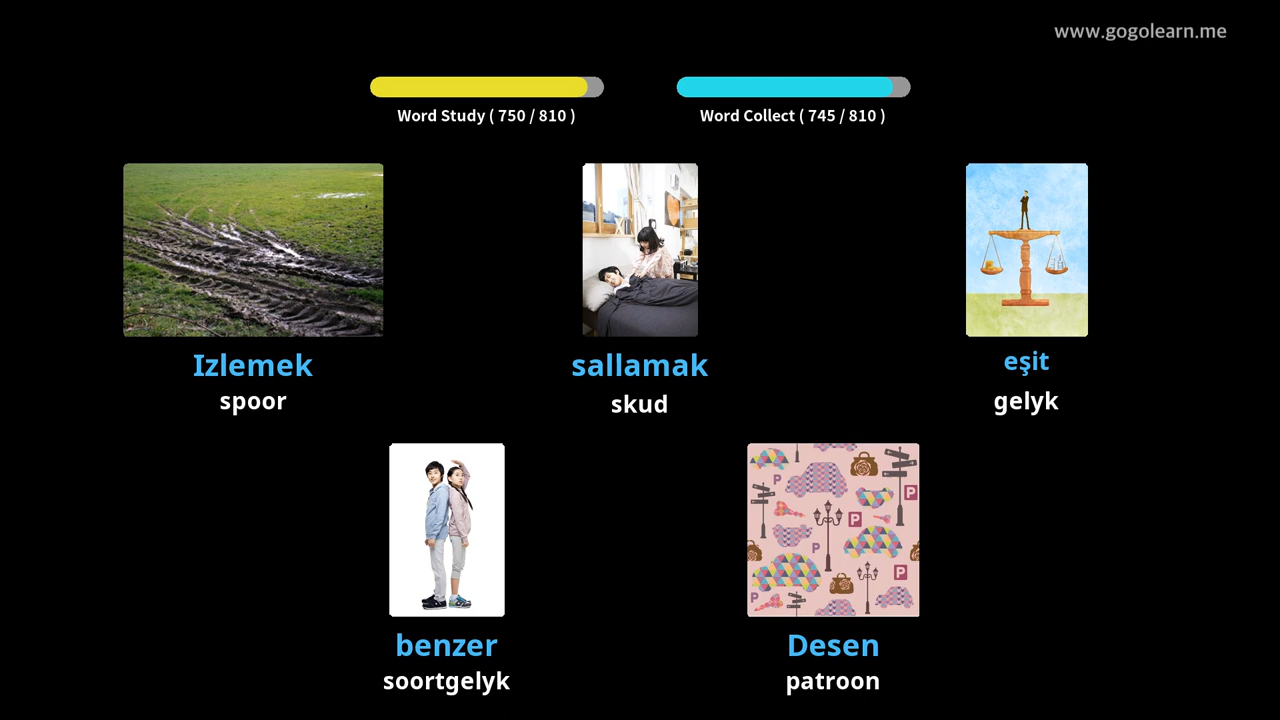 www.gogolearn.me
Word Study ( 750 / 810 )
Word Collect ( 745 / 810 )
Izlemek
spoor
sallamak
skud
eşit
gelyk
P
P
P
P
P
P
benzer
soortgelyk
Desen
patroon